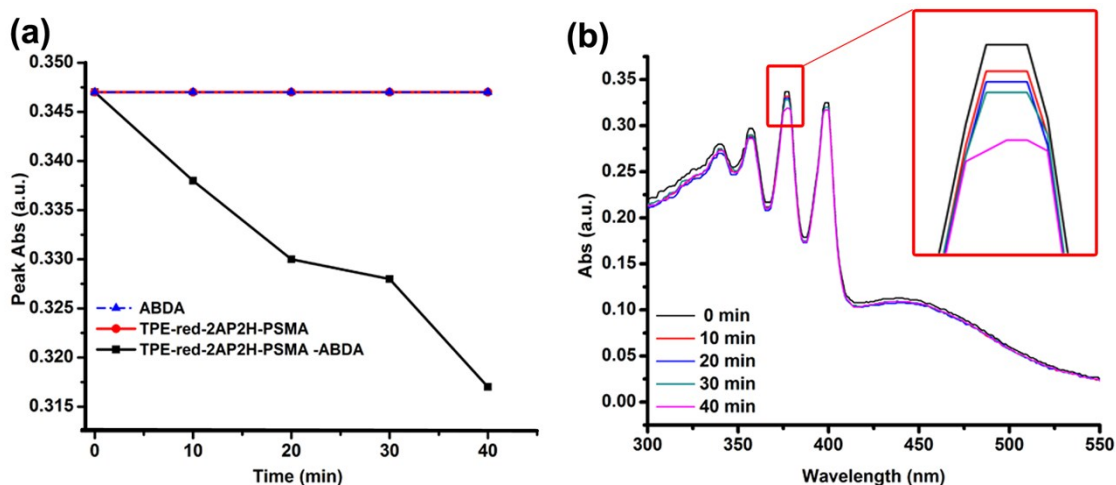 (a)
0.350
0.345
0.340
0.335
0.330
0.325
0.320
0.315
Peak Abs (a.u.)
ABDA
TPE-red-2AP2H-PSMA
TPE-red-2AP2H-PSMA -ABDA
0
10
20
30
40
Time (min)
(b)
0.35
0.30
0.25
0.20
0.15
0.10
0.05
0.00
Abs (a.u.)
0 min
10 min
20 min
30 min
40 min
300
350
400
450
500
550
Wavelength (nm)